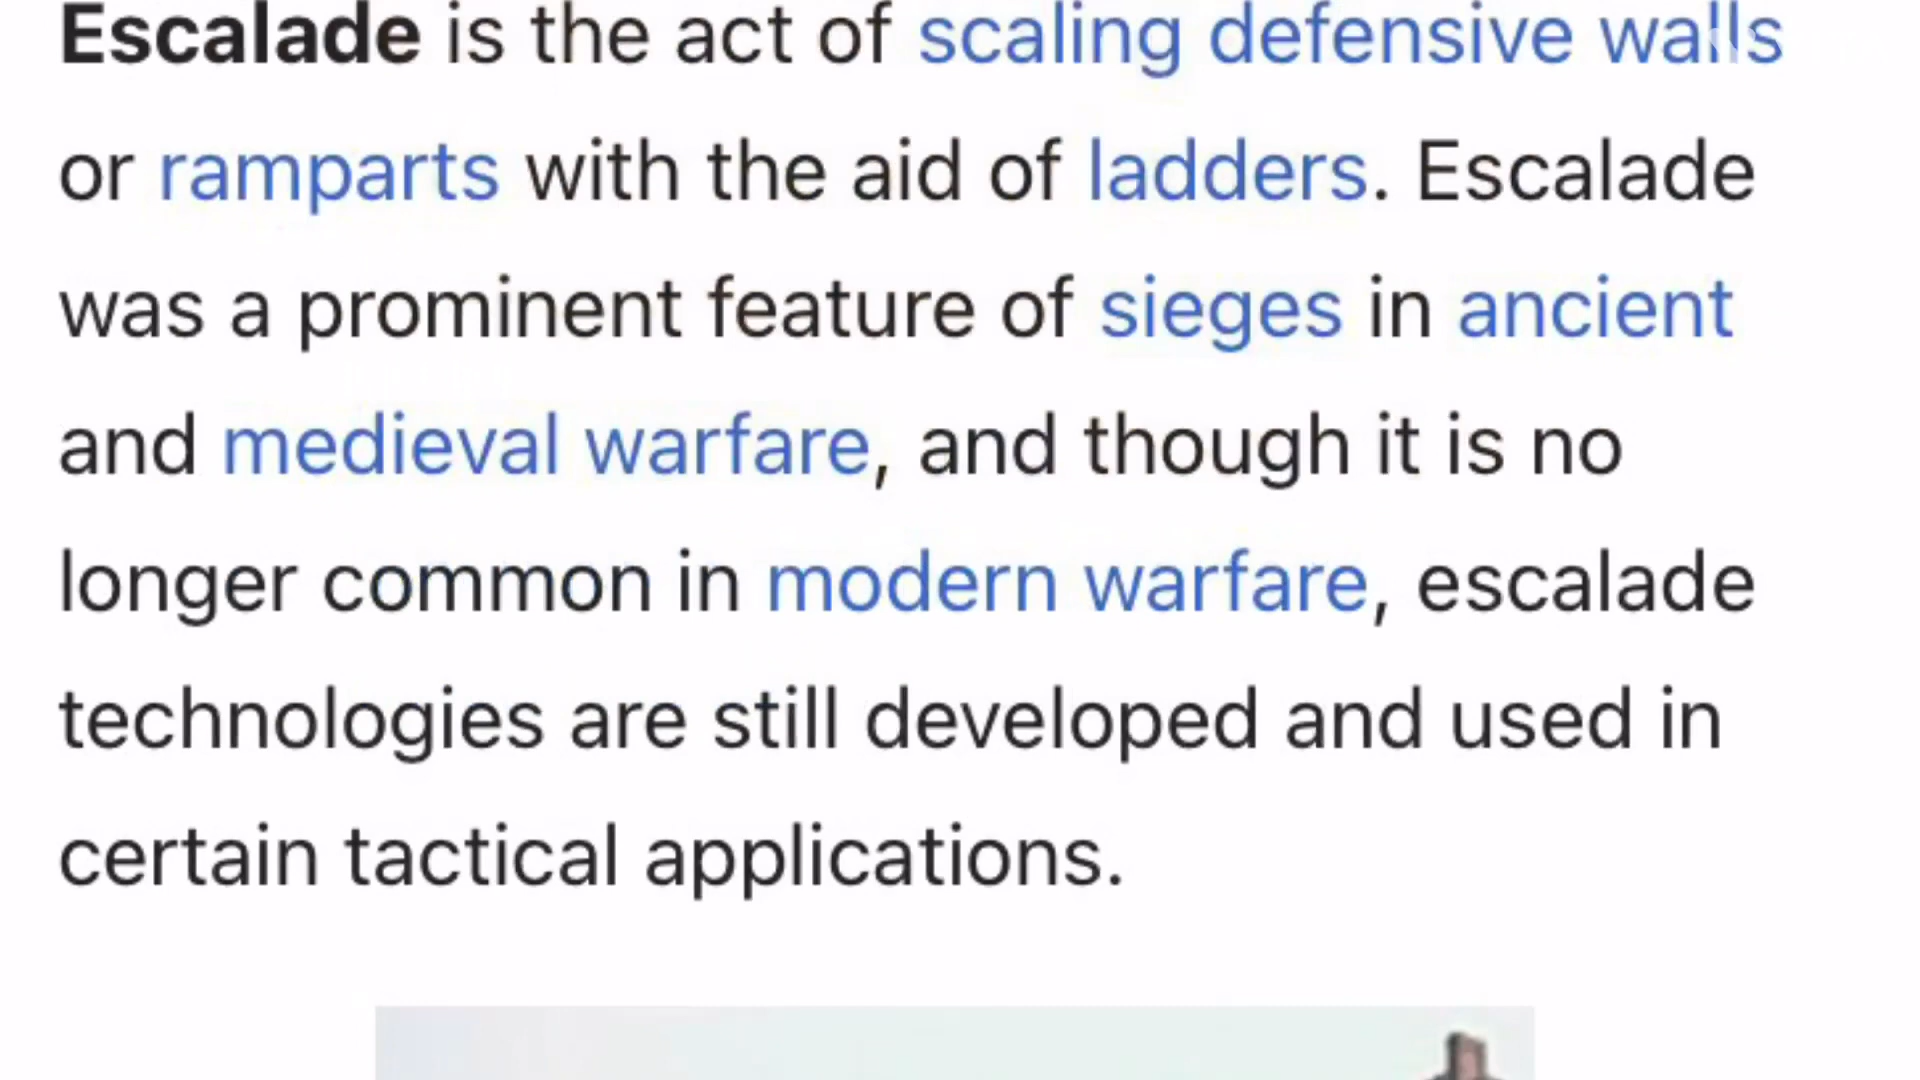 Escalade is the act of scaling defensive walls
or ramparts with the aid of ladders. Escalade
was a prominent feature of sieges in ancient
and medieval warfare, and though it is no
longer common in modern warfare, escalade
technologies are still developed and used in
certain tactical applications.